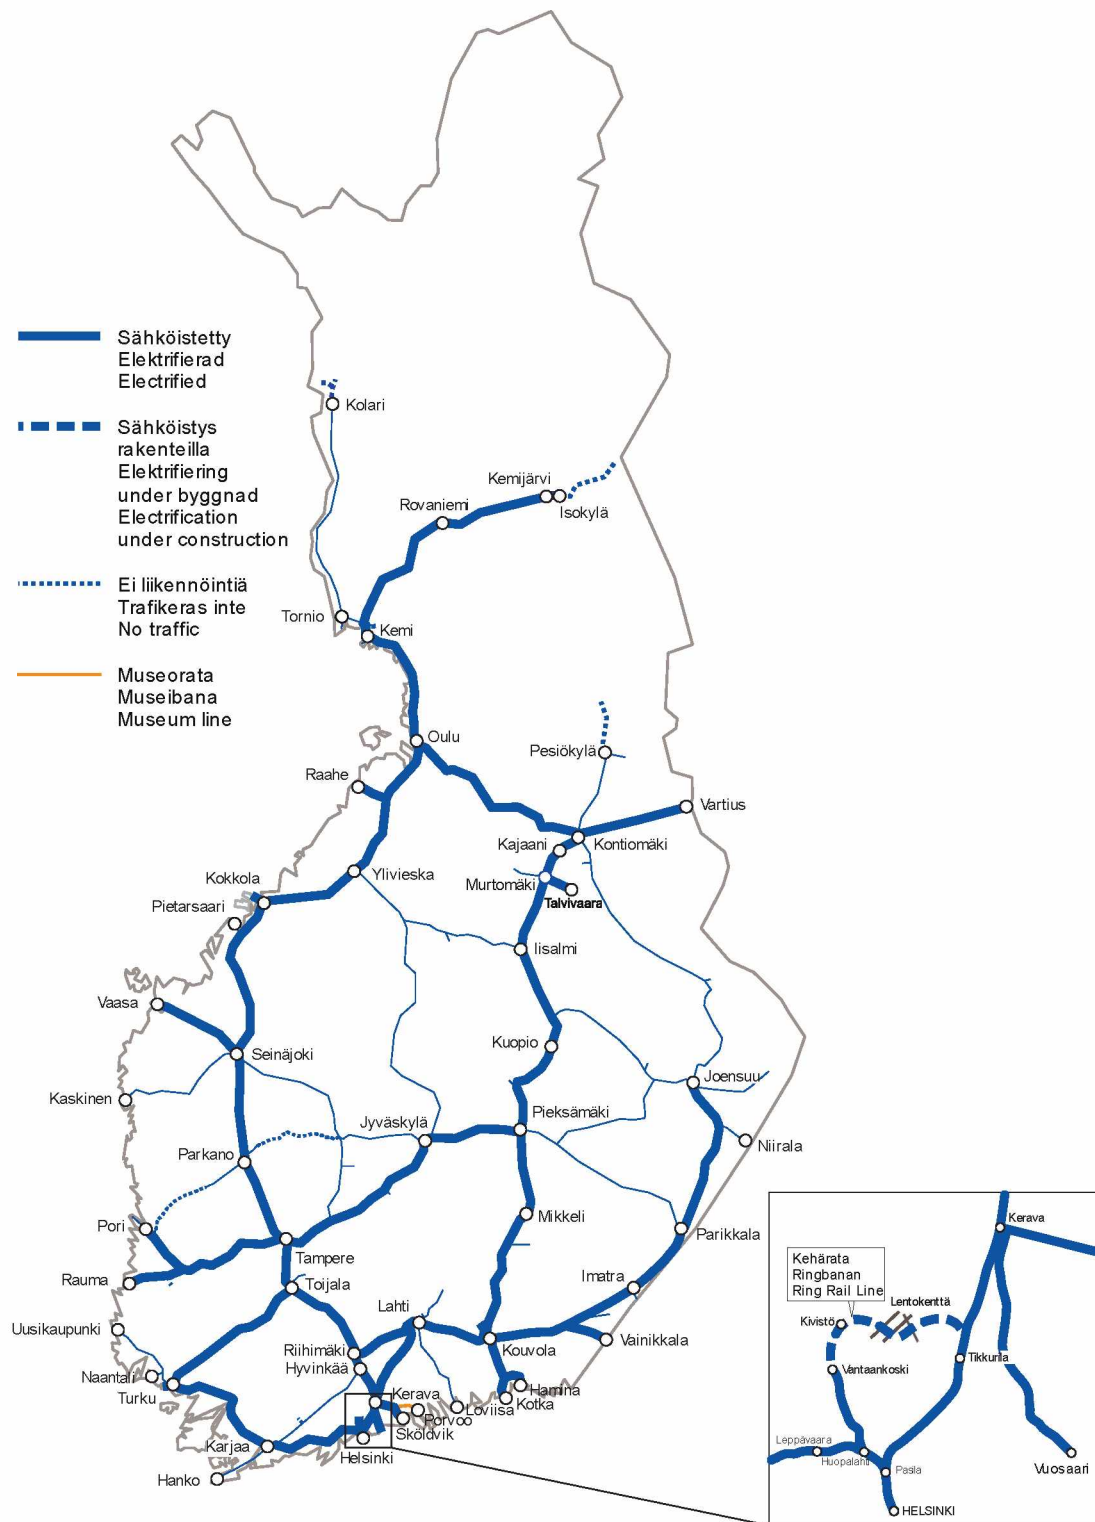 Sähköistetty
Elektrifierad
Electrified
Sähköistys
rakenteilla
Elektrifiering
under byggnad
Electrification
under construction
Ei liikennöintiä
Trafikeras inte
No traffic
Museorata
Museibana
Museum line
Kolari
Kemijärvi
Rovaniemi
Isokylä
Tornio
Kemi
Oulu
Pesiökylä
Raahe
Vartius
Kajaani
Kontiomäki
Ylivieska
Murtomäki
Kokkola
Talvivaara
Pietarsaari
Iisalmi
Vaasa
Kuopio
Seinäjoki
Joensuu
Kaskinen
Pieksämäki
Jyväskylä
Niirala
Parkano
Mikkeli
Pori
Parikkala
Tampere
Imatra
Rauma
Toijala
Lahti
Uusikaupunki
Vainikkala
Riihimäki
Kouvola
Hyvinkää
Naantali
Turku
Kerava
Hamina
Kotka
Loviisa
Porvoo
Sköldvik
Karjaa
Helsinki
Hanko
Kerava
Kehärata
Ringbanan
Ring Rail Line
Lentokenttä
Kivistö
Tikkurila
Vantaankoski
Leppävaara
Huopalahti
Pasila
Vuosaari
HELSINKI